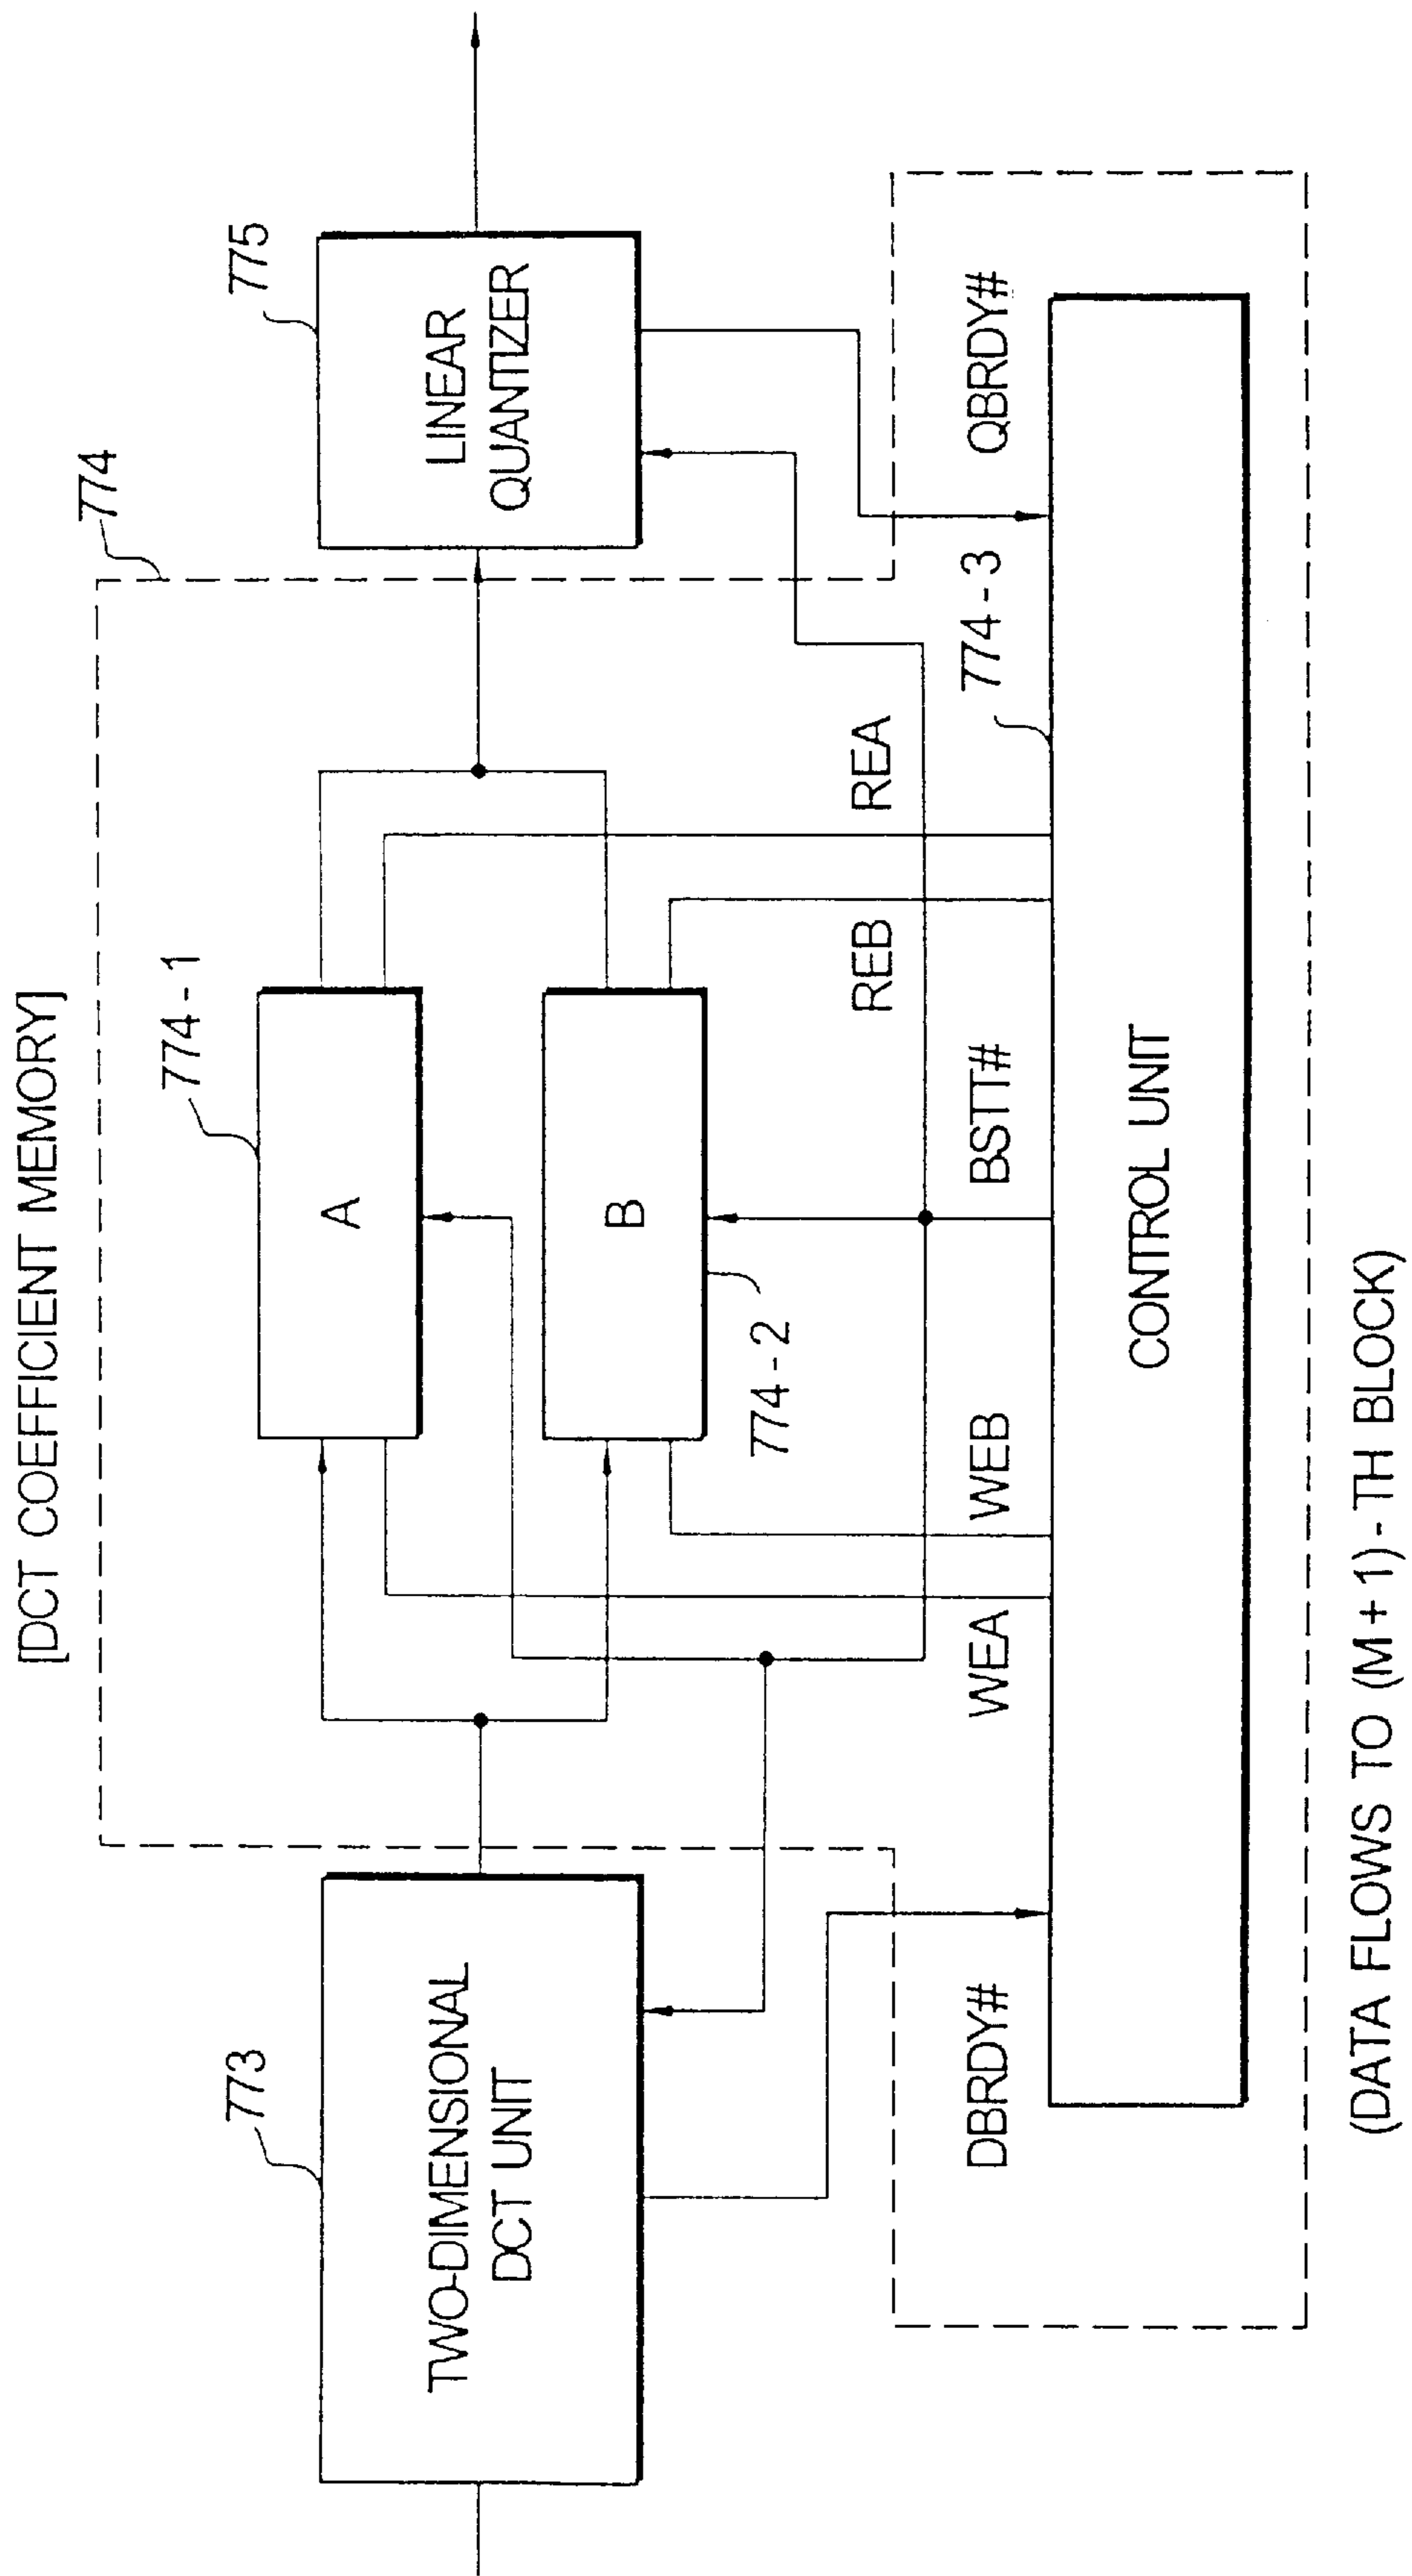 [DCT COEFFICIENT MEMORY]
774
773
774 - 1
775
TWO-DIMENSIONAL
DCT UNIT
A
LINEAR
QUANTIZER
B
774 - 2
REB
REA
DBRDY#
WEA
WEB
BSTT#
774 - 3
QBRDY#
CONTROL UNIT
(DATA FLOWS TO (M + 1) - TH BLOCK)